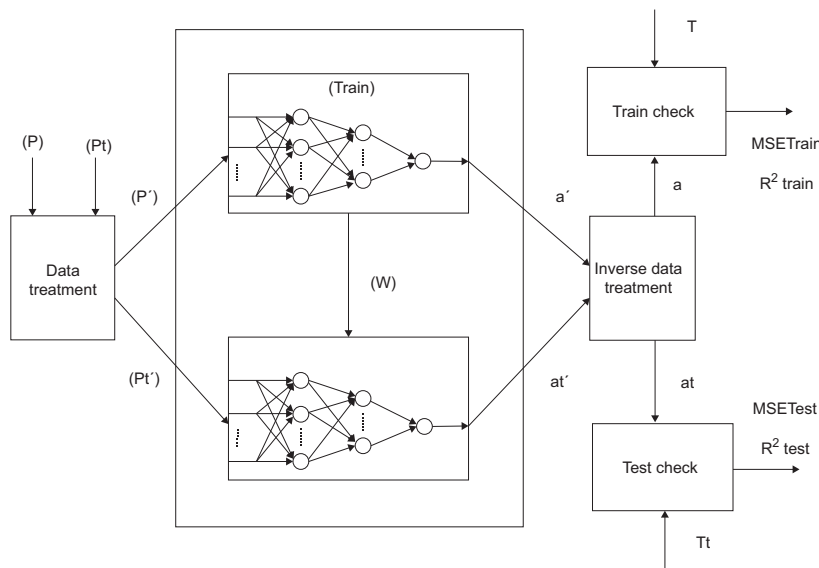 T
(Train)
Train check
(P)
(Pt)
MSETrain
(P´)
a´
a
R² train
Data
treatment
(W)
Inverse data
treatment
(Pt´)
at´
at
MSETest
R² test
Test check
Tt